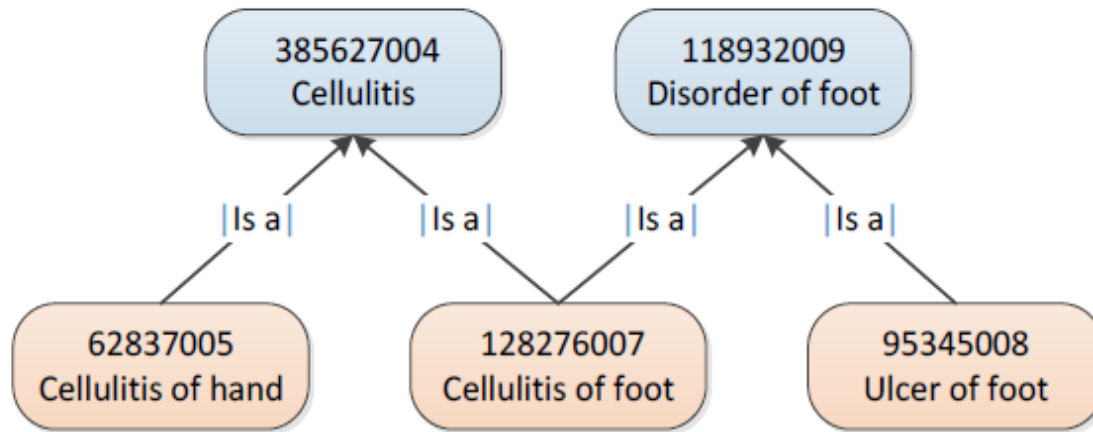 385627004
Cellulitis
118932009
Disorder of foot
|Is a|
|Is a|
|Is a|
|Is a|
62837005
Cellulitis of hand
128276007
Cellulitis of foot
95345008
Ulcer of foot